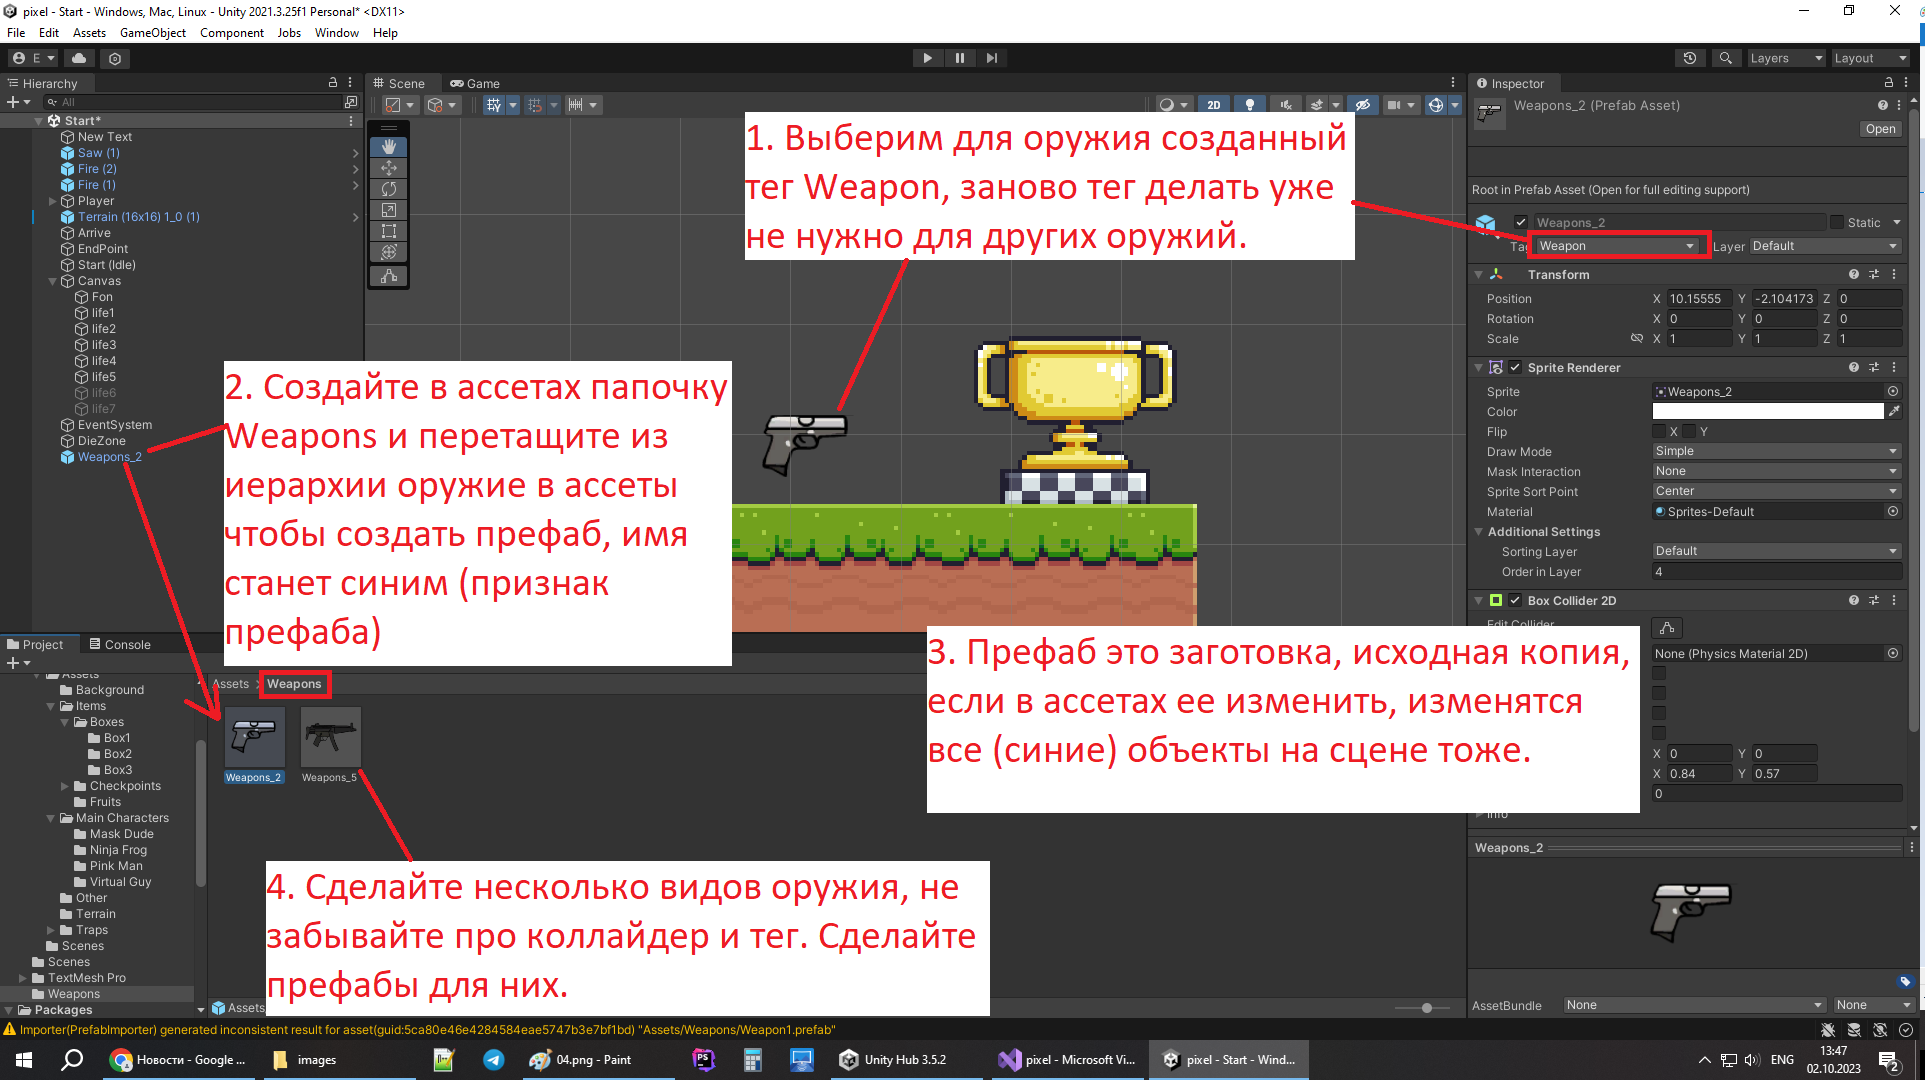 pixel - Start - Windows, Mac, Linux - Unity 2021.3.25f1 Personal* <DX11>
File Edit Assets GameObject Component Jobs Window Help
E
Layers Layout
Hierarchy
All
Start*
New Text
Saw (1)
Fire (2)
Fire (1)
Player
Terrain (16x16) 1_0 (1)
Arrive
EndPoint
Start (Idle)
Canvas
Fon
life1
life2
life3
life4
life5
life6
life7
EventSystem
DieZone
Weapons_2
Scene Game
2D
1. Выберим для оружия созданный
тег Weapon, заново тег делать уже
не нужно для других оружий.
2. Создайте в ассетах папочку
Weapons и перетащите из
иерархии оружие в ассеты
чтобы создать префаб, имя
станет синим (признак
префаба)
3. Префаб это заготовка, исходная копия,
если в ассетах ее изменить, изменятся
все (синие) объекты на сцене тоже.
4. Сделайте несколько видов оружия, не
забывайте про коллайдер и тег. Сделайте
префабы для них.
Inspector
Weapons_2 (Prefab Asset)
Open
Root in Prefab Asset (Open for full editing support)
Weapons_2 Static
Tag Weapon Layer Default
Transform
Position X 10.15555 Y -2.104173 Z 0
Rotation X 0 Y 0 Z 0
Scale X 1 Y 1 Z 1
Sprite Renderer
Sprite Weapons_2
Color
Flip X Y
Draw Mode Simple
Mask Interaction None
Sprite Sort Point Center
Material Sprites-Default
Additional Settings
Sorting Layer Default
Order in Layer 4
Box Collider 2D
Edit Collider
None (Physics Material 2D)
X 0 Y 0
X 0.84 Y 0.57
0
Info
Weapons_2
AssetBundle None None
Project Console
Assets
Background
Items
Boxes
Box1
Box2
Box3
Checkpoints
Fruits
Main Characters
Mask Dude
Ninja Frog
Pink Man
Virtual Guy
Other
Terrain
Traps
Scenes
Scenes
TextMesh Pro
Weapons
Packages
Assets > Weapons
Weapons_2 Weapons_5
Assets
Importer(PrefabImporter) generated inconsistent result for asset(guid:5ca80e46e4284584eae5747b3e7bf1bd) "Assets/Weapons/Weapon1.prefab"
Новости - Google ... images 04.png - Paint PS Unity Hub 3.5.2 pixel - Microsoft Vi... pixel - Start - Wind... ENG 13:47
02.10.2023 2